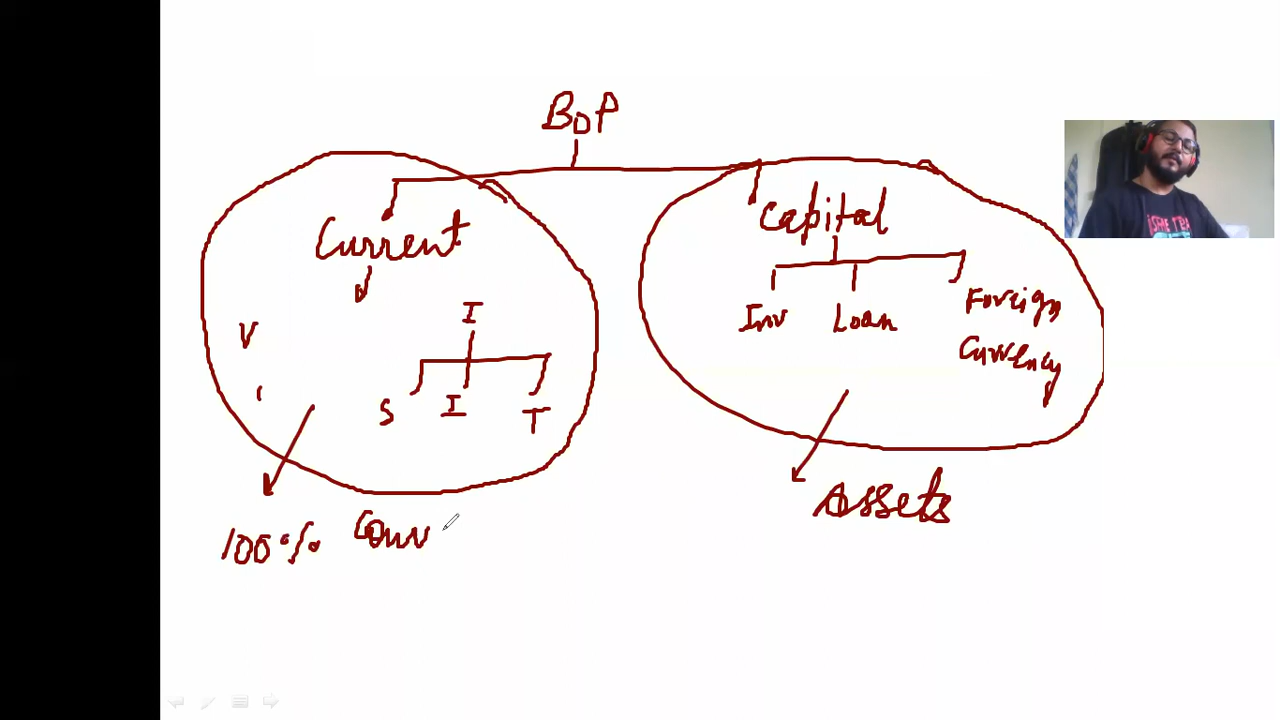 BOP
Current
Capital
V
I
S I T
Inv Loan Foreign
Currency
100% Conv
Assets